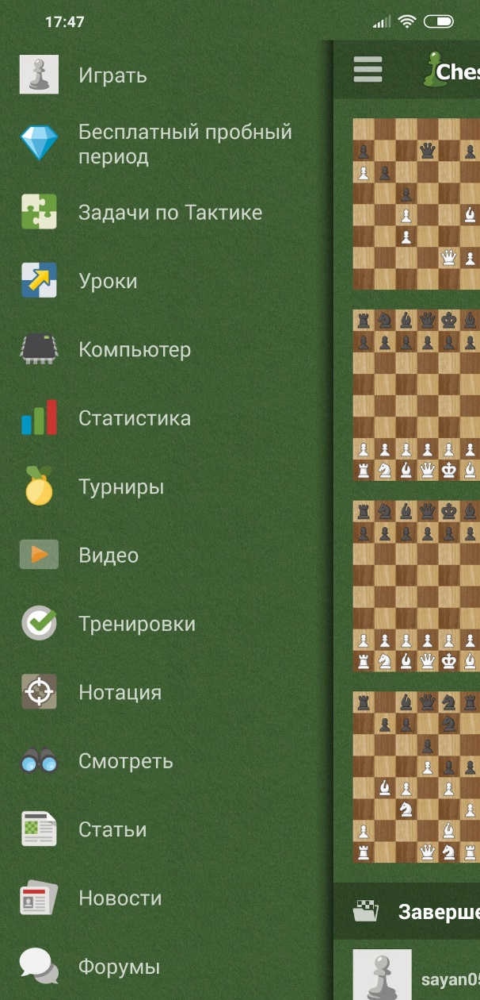 17:47
Играть
Бесплатный пробный
период
Задачи по Тактике
Уроки
Компьютер
Статистика
Турниры
Видео
Тренировки
Нотация
Смотреть
Статьи
Новости
Форумы
Ches
Заверше
sayan05